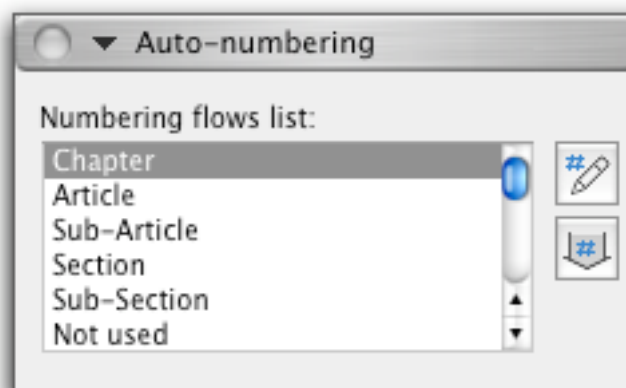 Auto-numbering
Numbering flows list:
Chapter
Article
Sub-Article
Section
Sub-Section
Not used
#
#